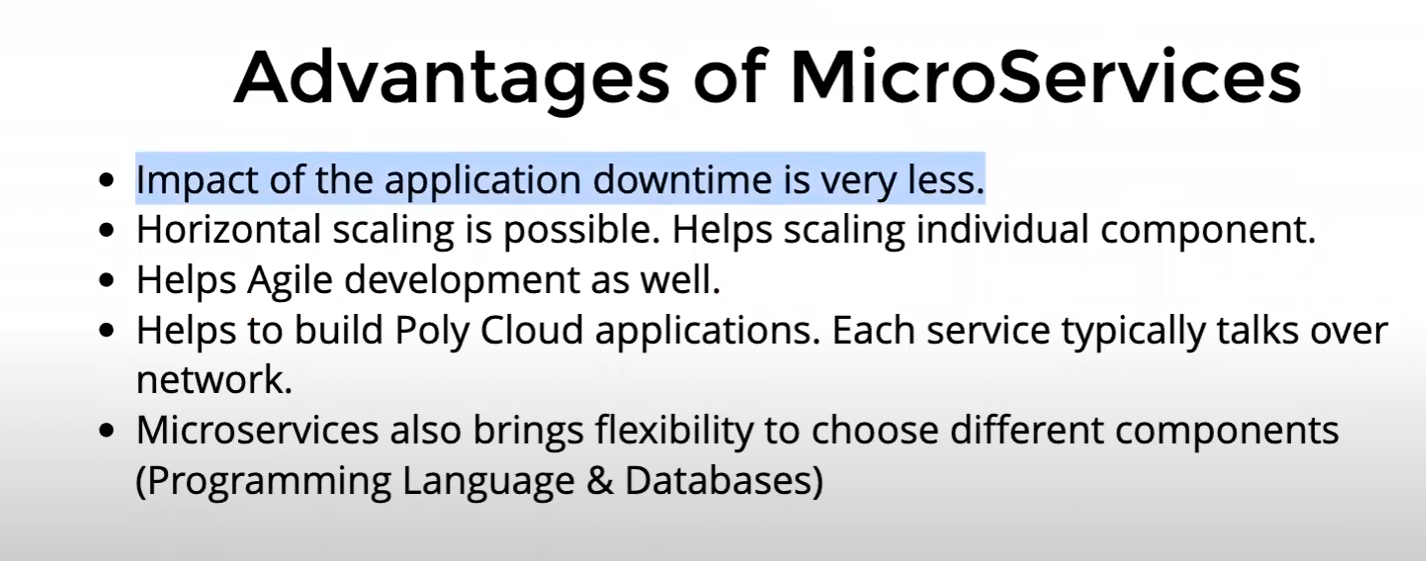 Advantages of MicroServices
• Impact of the application downtime is very less.
• Horizontal scaling is possible. Helps scaling individual component.
• Helps Agile development as well.
• Helps to build Poly Cloud applications. Each service typically talks over
network.
• Microservices also brings flexibility to choose different components
(Programming Language & Databases)